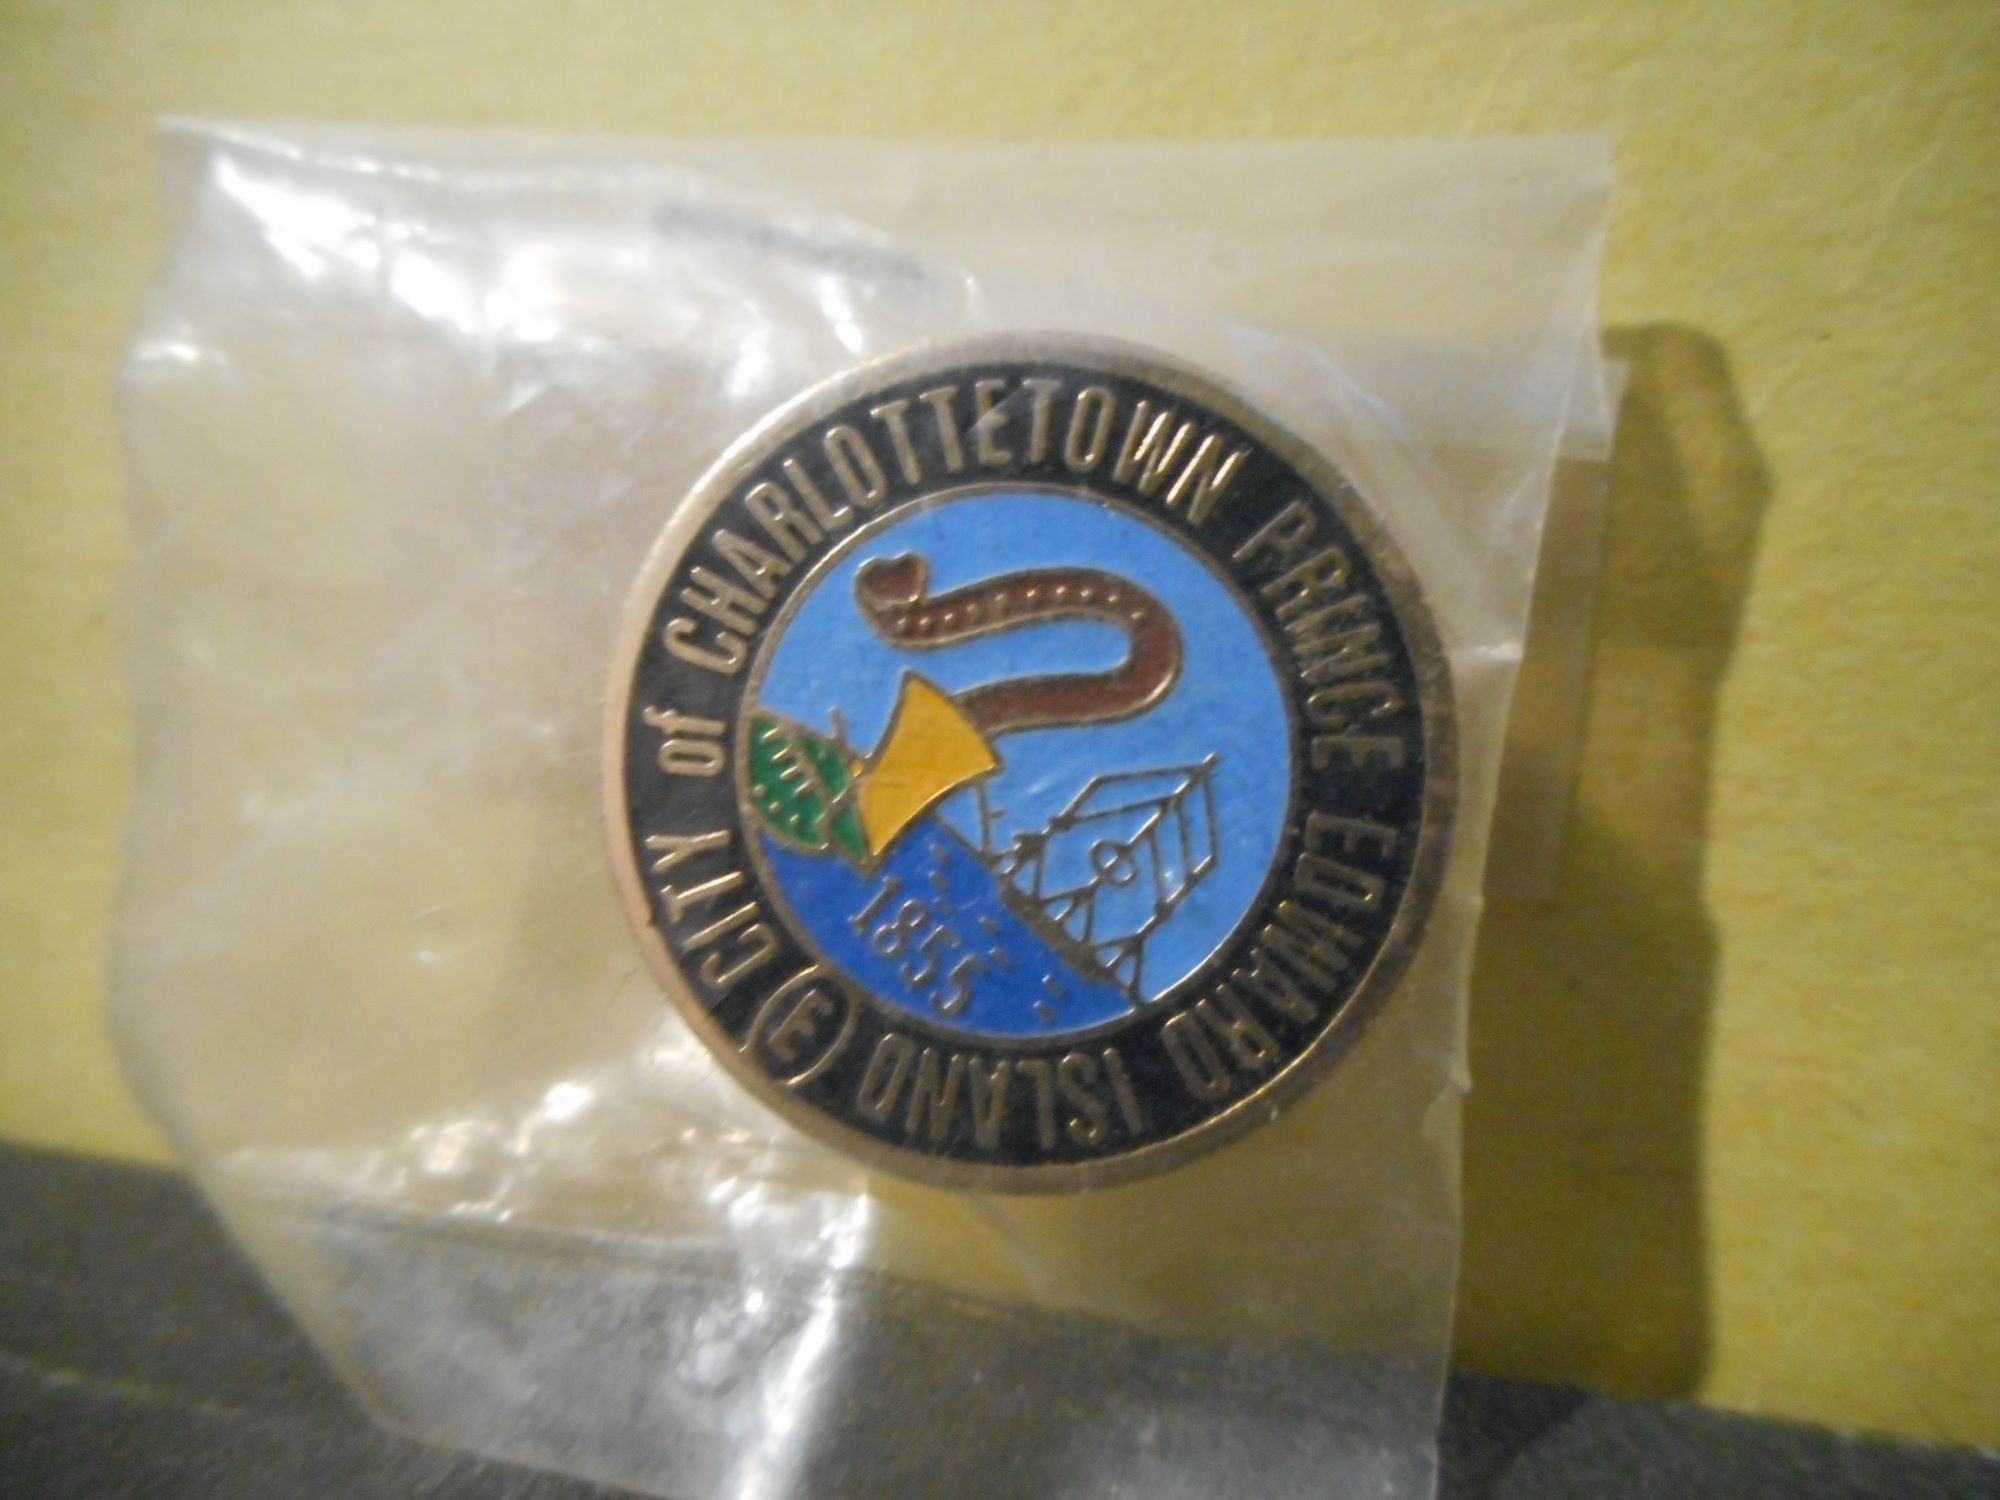 CITY of CHARLOTTETOWN PRINCE EDWARD ISLAND
E
1855